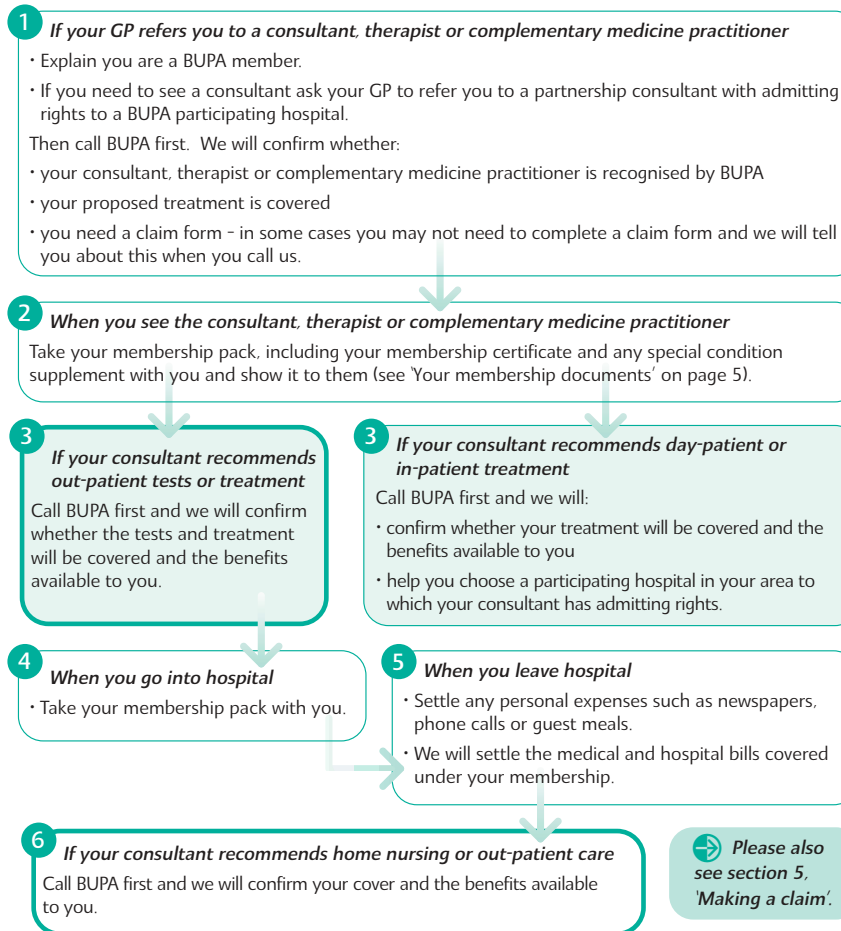 1
If your GP refers you to a consultant, therapist or complementary medicine practitioner
· Explain you are a BUPA member.
· If you need to see a consultant ask your GP to refer you to a partnership consultant with admitting
rights to a BUPA participating hospital.
Then call BUPA first. We will confirm whether:
· your consultant, therapist or complementary medicine practitioner is recognised by BUPA
· your proposed treatment is covered
· you need a claim form - in some cases you may not need to complete a claim form and we will tell
you about this when you call us.
2
When you see the consultant, therapist or complementary medicine practitioner
Take your membership pack, including your membership certificate and any special condition
supplement with you and show it to them (see 'Your membership documents' on page 5).
3
If your consultant recommends
out-patient tests or treatment
Call BUPA first and we will confirm
whether the tests and treatment
will be covered and the benefits
available to you.
3
If your consultant recommends day-patient or
in-patient treatment
Call BUPA first and we will:
· confirm whether your treatment will be covered and the
benefits available to you
· help you choose a participating hospital in your area to
which your consultant has admitting rights.
4
When you go into hospital
· Take your membership pack with you.
5
When you leave hospital
· Settle any personal expenses such as newspapers,
phone calls or guest meals.
· We will settle the medical and hospital bills covered
under your membership.
6
If your consultant recommends home nursing or out-patient care
Call BUPA first and we will confirm your cover and the benefits available
to you.
Please also
see section 5,
'Making a claim'.